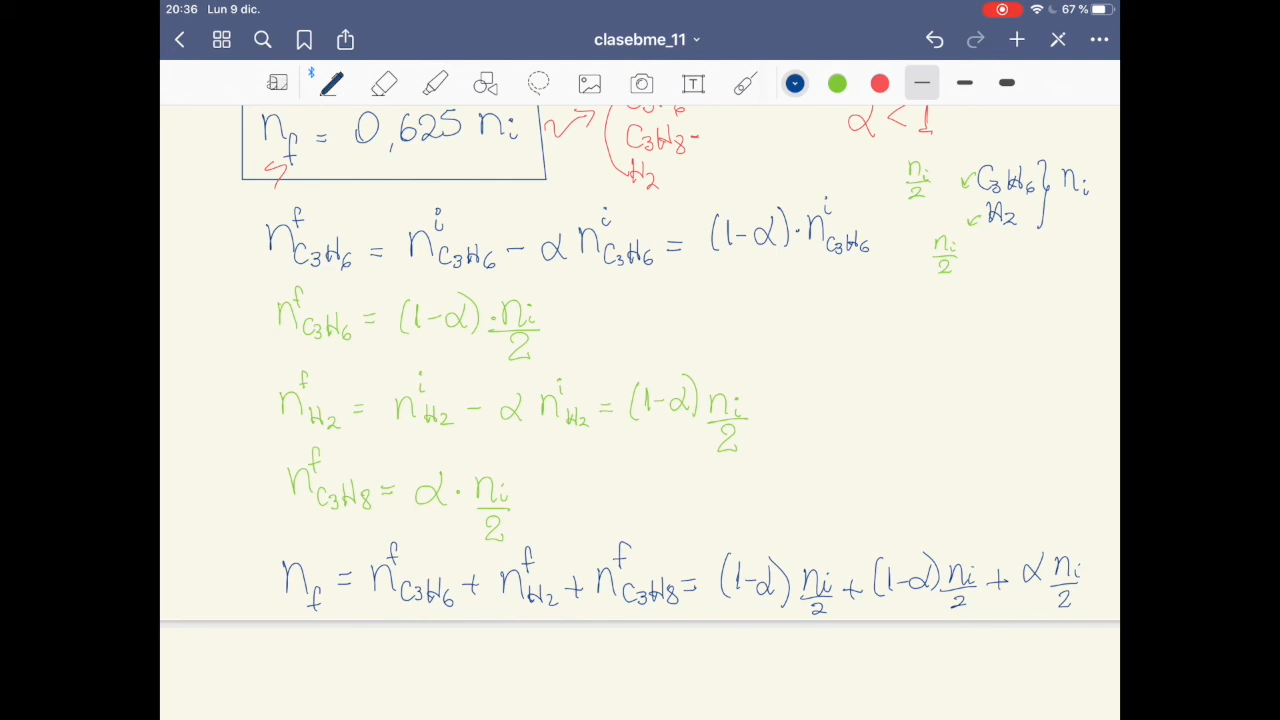 20:36 Lun 9 dic. 67 %
clasebme_11
n_f = 0,625 n_i
C₃H₈
H₂
α < 1
n_i/2 C₃H₆ } n_i
H₂
n_i/2
n^f_C₃H₆ = n^i_C₃H₆ - α n^i_C₃H₆ = (1-α)·n^i_C₃H₆
n^f_C₃H₆ = (1-α)·n_i/2
n^f_H₂ = n^i_H₂ - α n^i_H₂ = (1-α) n_i/2
n^f_C₃H₈ = α · n_i/2
n_f = n^f_C₃H₆ + n^f_H₂ + n^f_C₃H₈ = (1-α) n_i/2 + (1-α) n_i/2 + α n_i/2